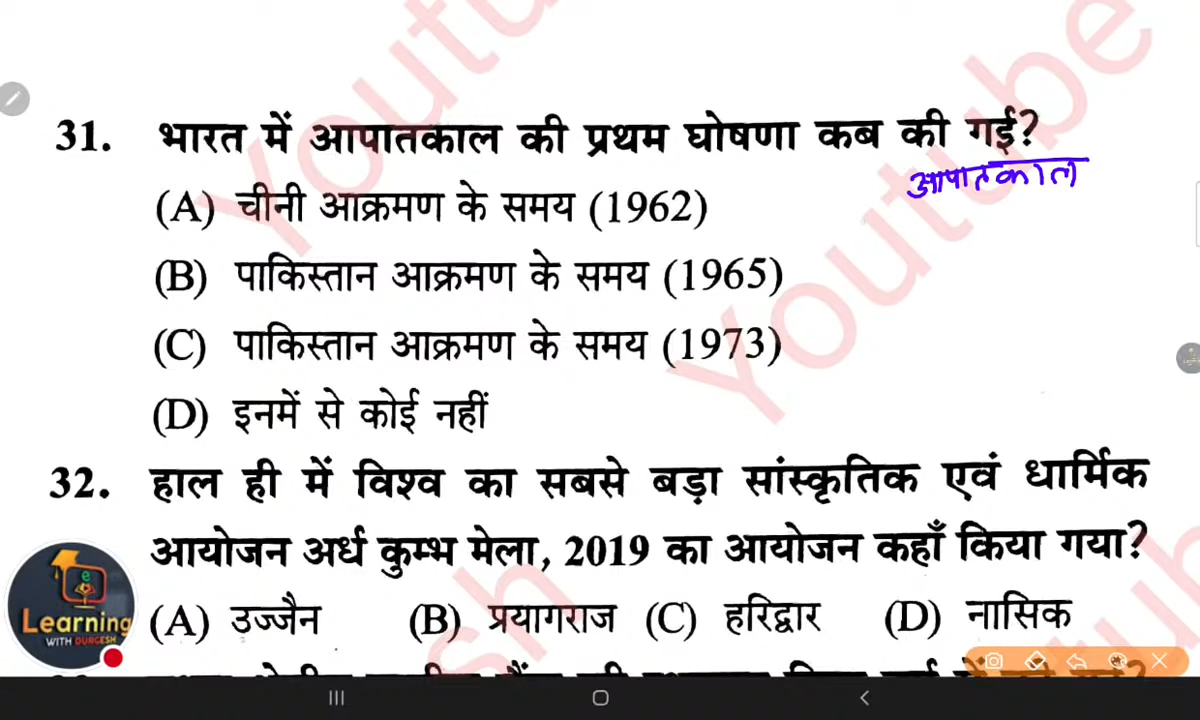 31. भारत में आपातकाल की प्रथम घोषणा कब की गई?
आपातकाल
(A) चीनी आक्रमण के समय (1962)
(B) पाकिस्तान आक्रमण के समय (1965)
(C) पाकिस्तान आक्रमण के समय (1973)
(D) इनमें से कोई नहीं
32. हाल ही में विश्व का सबसे बड़ा सांस्कृतिक एवं धार्मिक
आयोजन अर्ध कुम्भ मेला, 2019 का आयोजन कहाँ किया गया?
(A) उज्जैन (B) प्रयागराज (C) हरिद्वार (D) नासिक
Learning
WITH DURGESH
Youtube